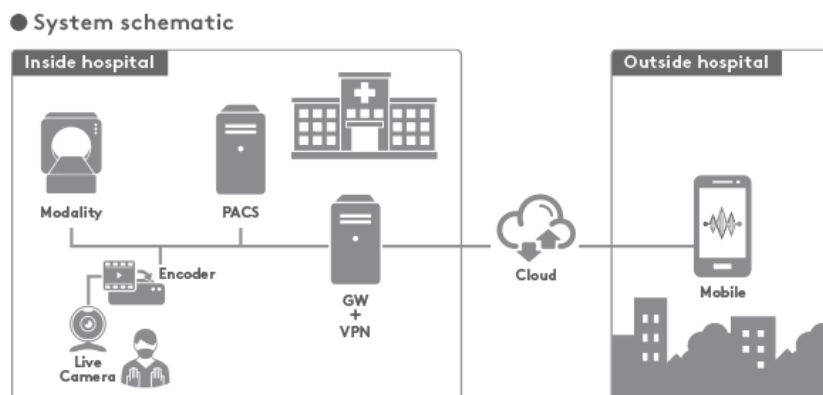 System schematic
Inside hospital
Outside hospital
Modality
PACS
Encoder
GW
+
VPN
Live
Camera
Cloud
Mobile